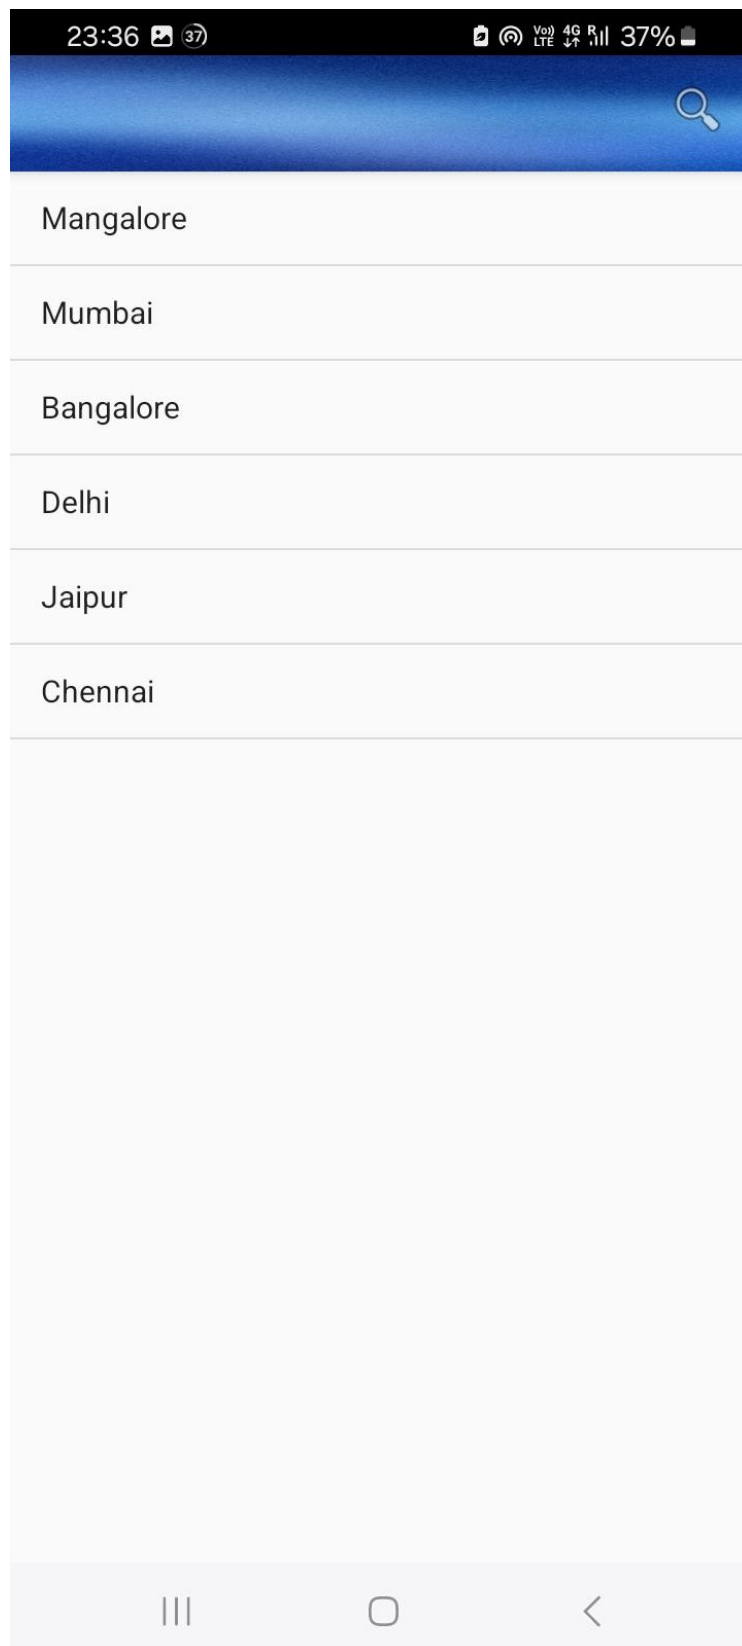 23:36 37 Vo)) LTE 4G R 37%
Mangalore
Mumbai
Bangalore
Delhi
Jaipur
Chennai